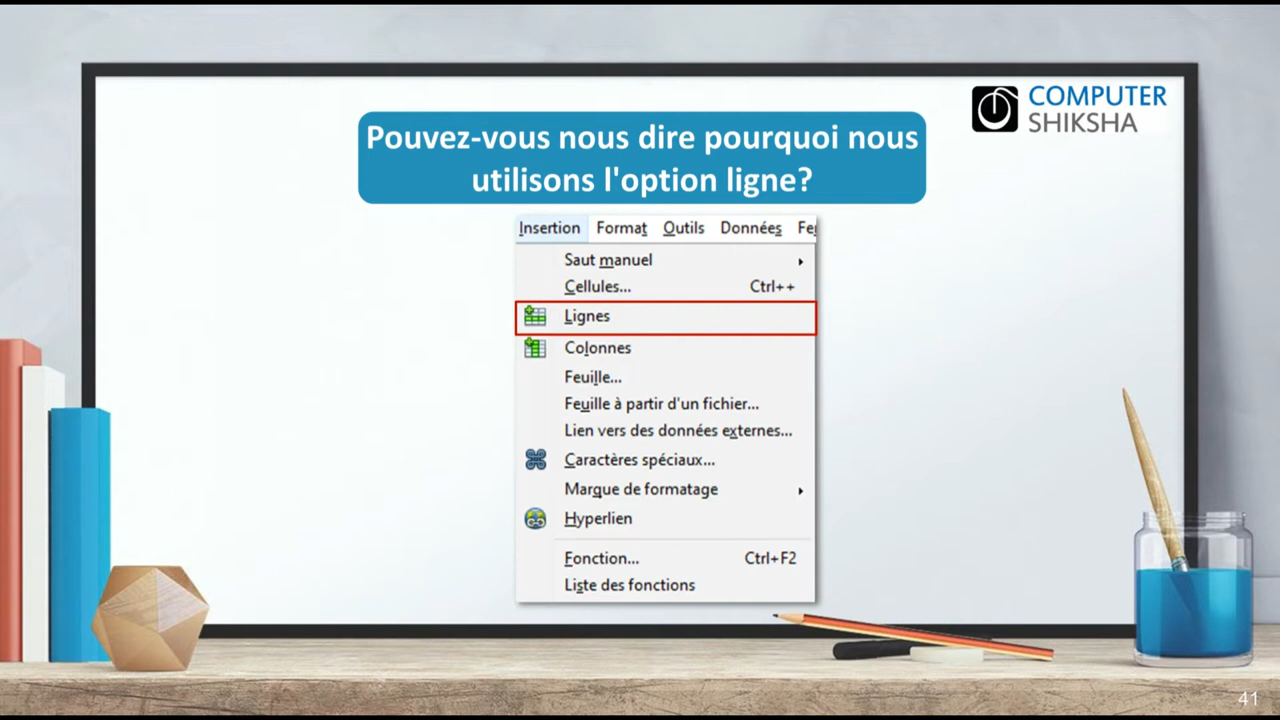 COMPUTER
SHIKSHA
Pouvez-vous nous dire pourquoi nous
utilisons l'option ligne?
Insertion Format Outils Données
Saut manuel
Cellules... Ctrl++
Lignes
Colonnes
Feuille...
Feuille à partir d'un fichier...
Lien vers des données externes...
Caractères spéciaux...
Marque de formatage
Hyperlien
Fonction... Ctrl+F2
Liste des fonctions
41